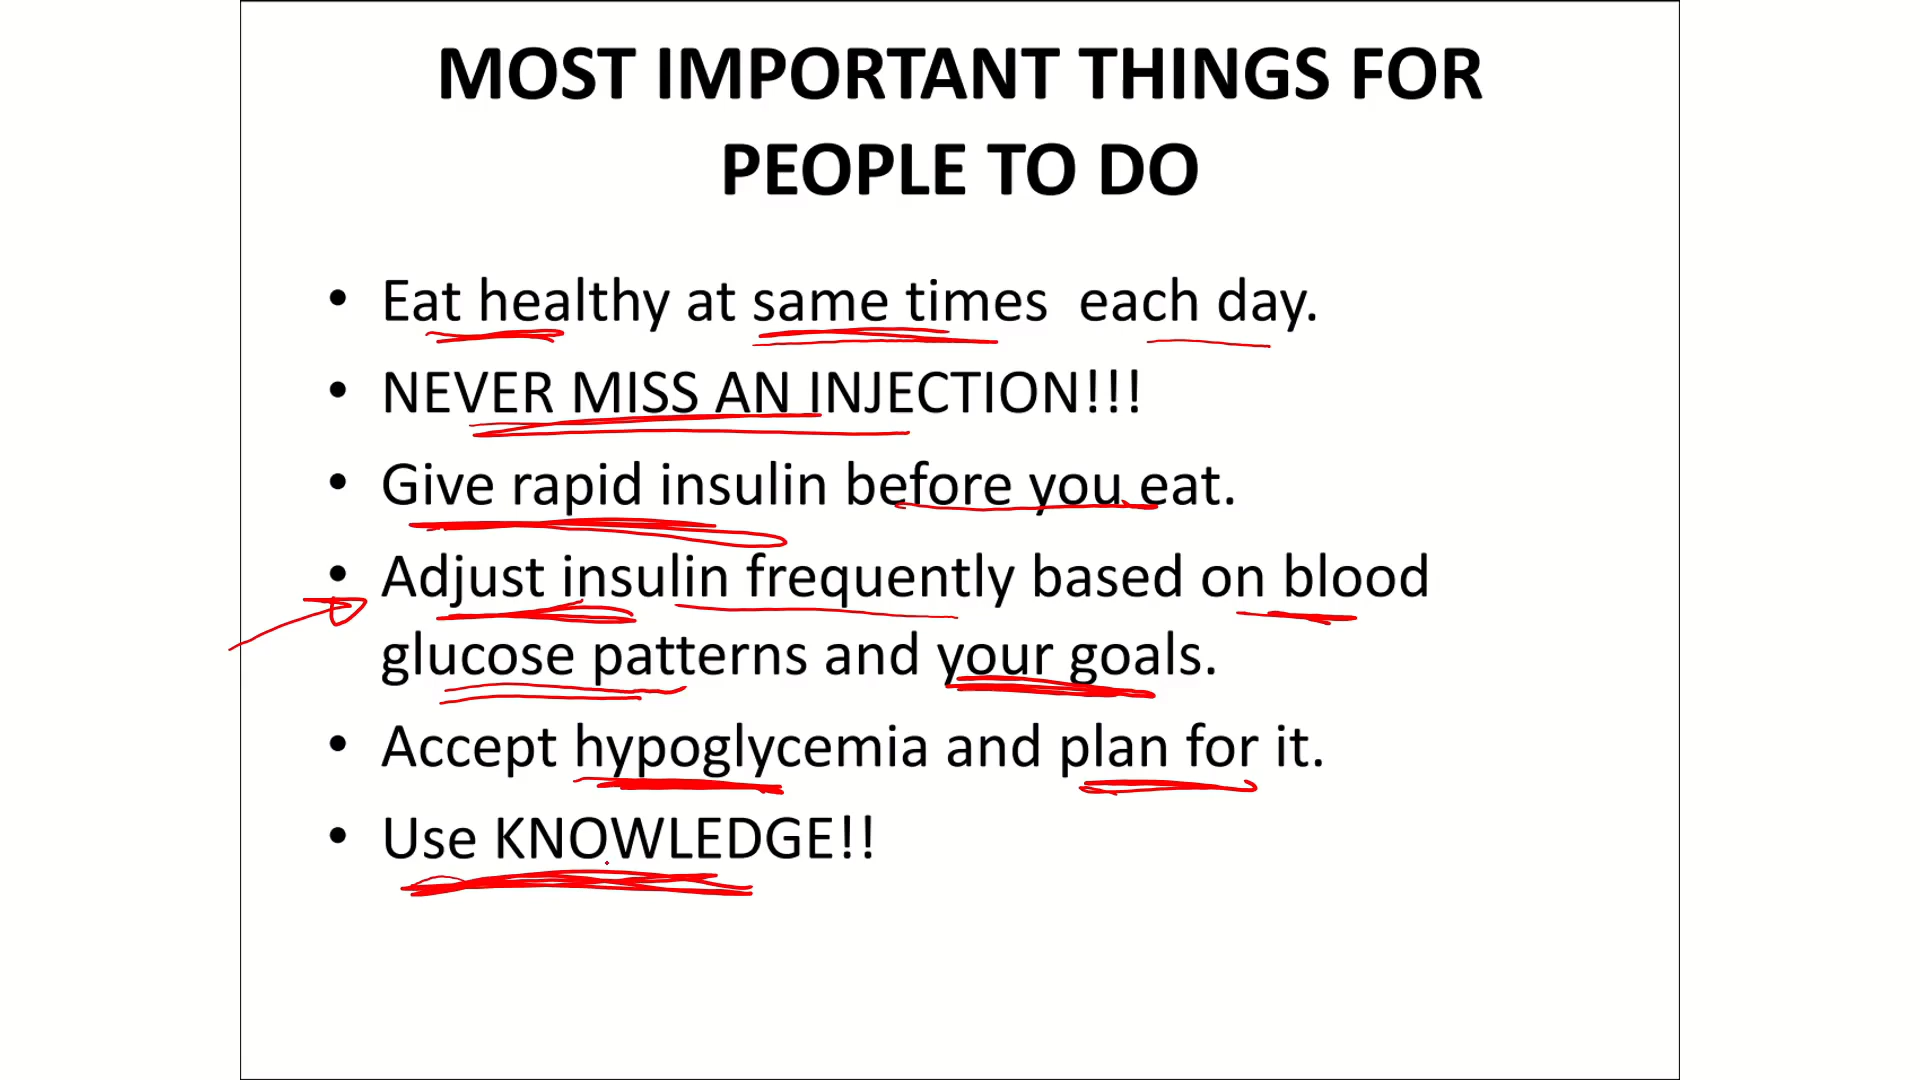 MOST IMPORTANT THINGS FOR
PEOPLE TO DO
• Eat healthy at same times  each day.
• NEVER MISS AN INJECTION!!!
• Give rapid insulin before you eat.
• Adjust insulin frequently based on blood
glucose patterns and your goals.
• Accept hypoglycemia and plan for it.
• Use KNOWLEDGE!!